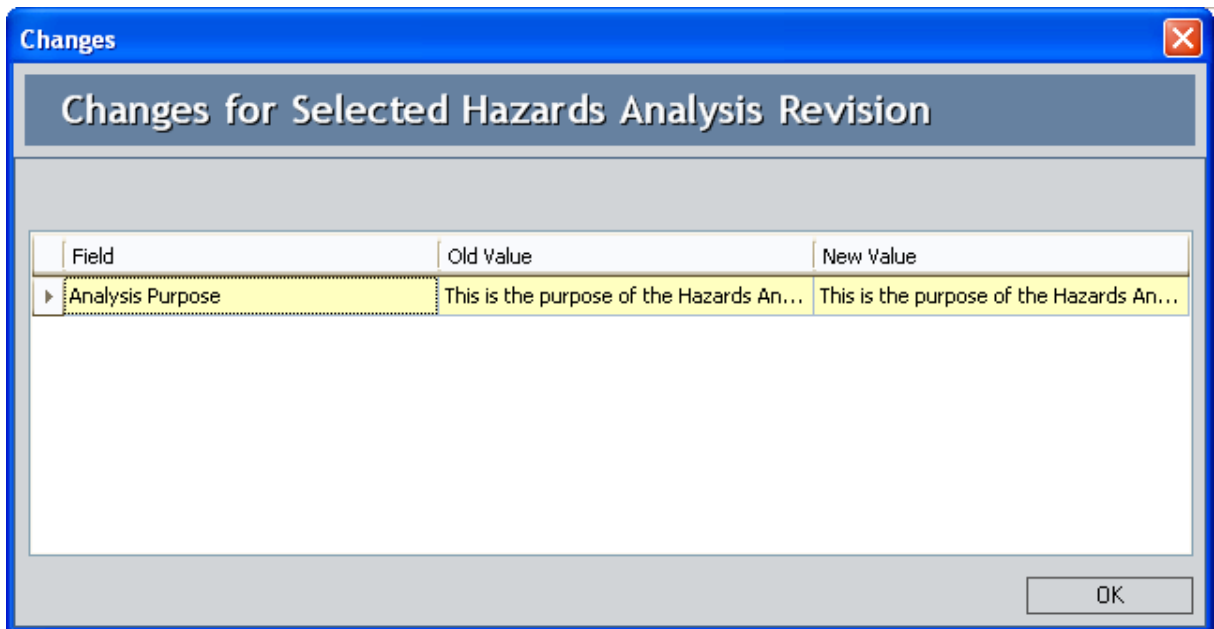 Changes
Changes for Selected Hazards Analysis Revision
Field Old Value New Value
Analysis Purpose This is the purpose of the Hazards An... This is the purpose of the Hazards An...
OK